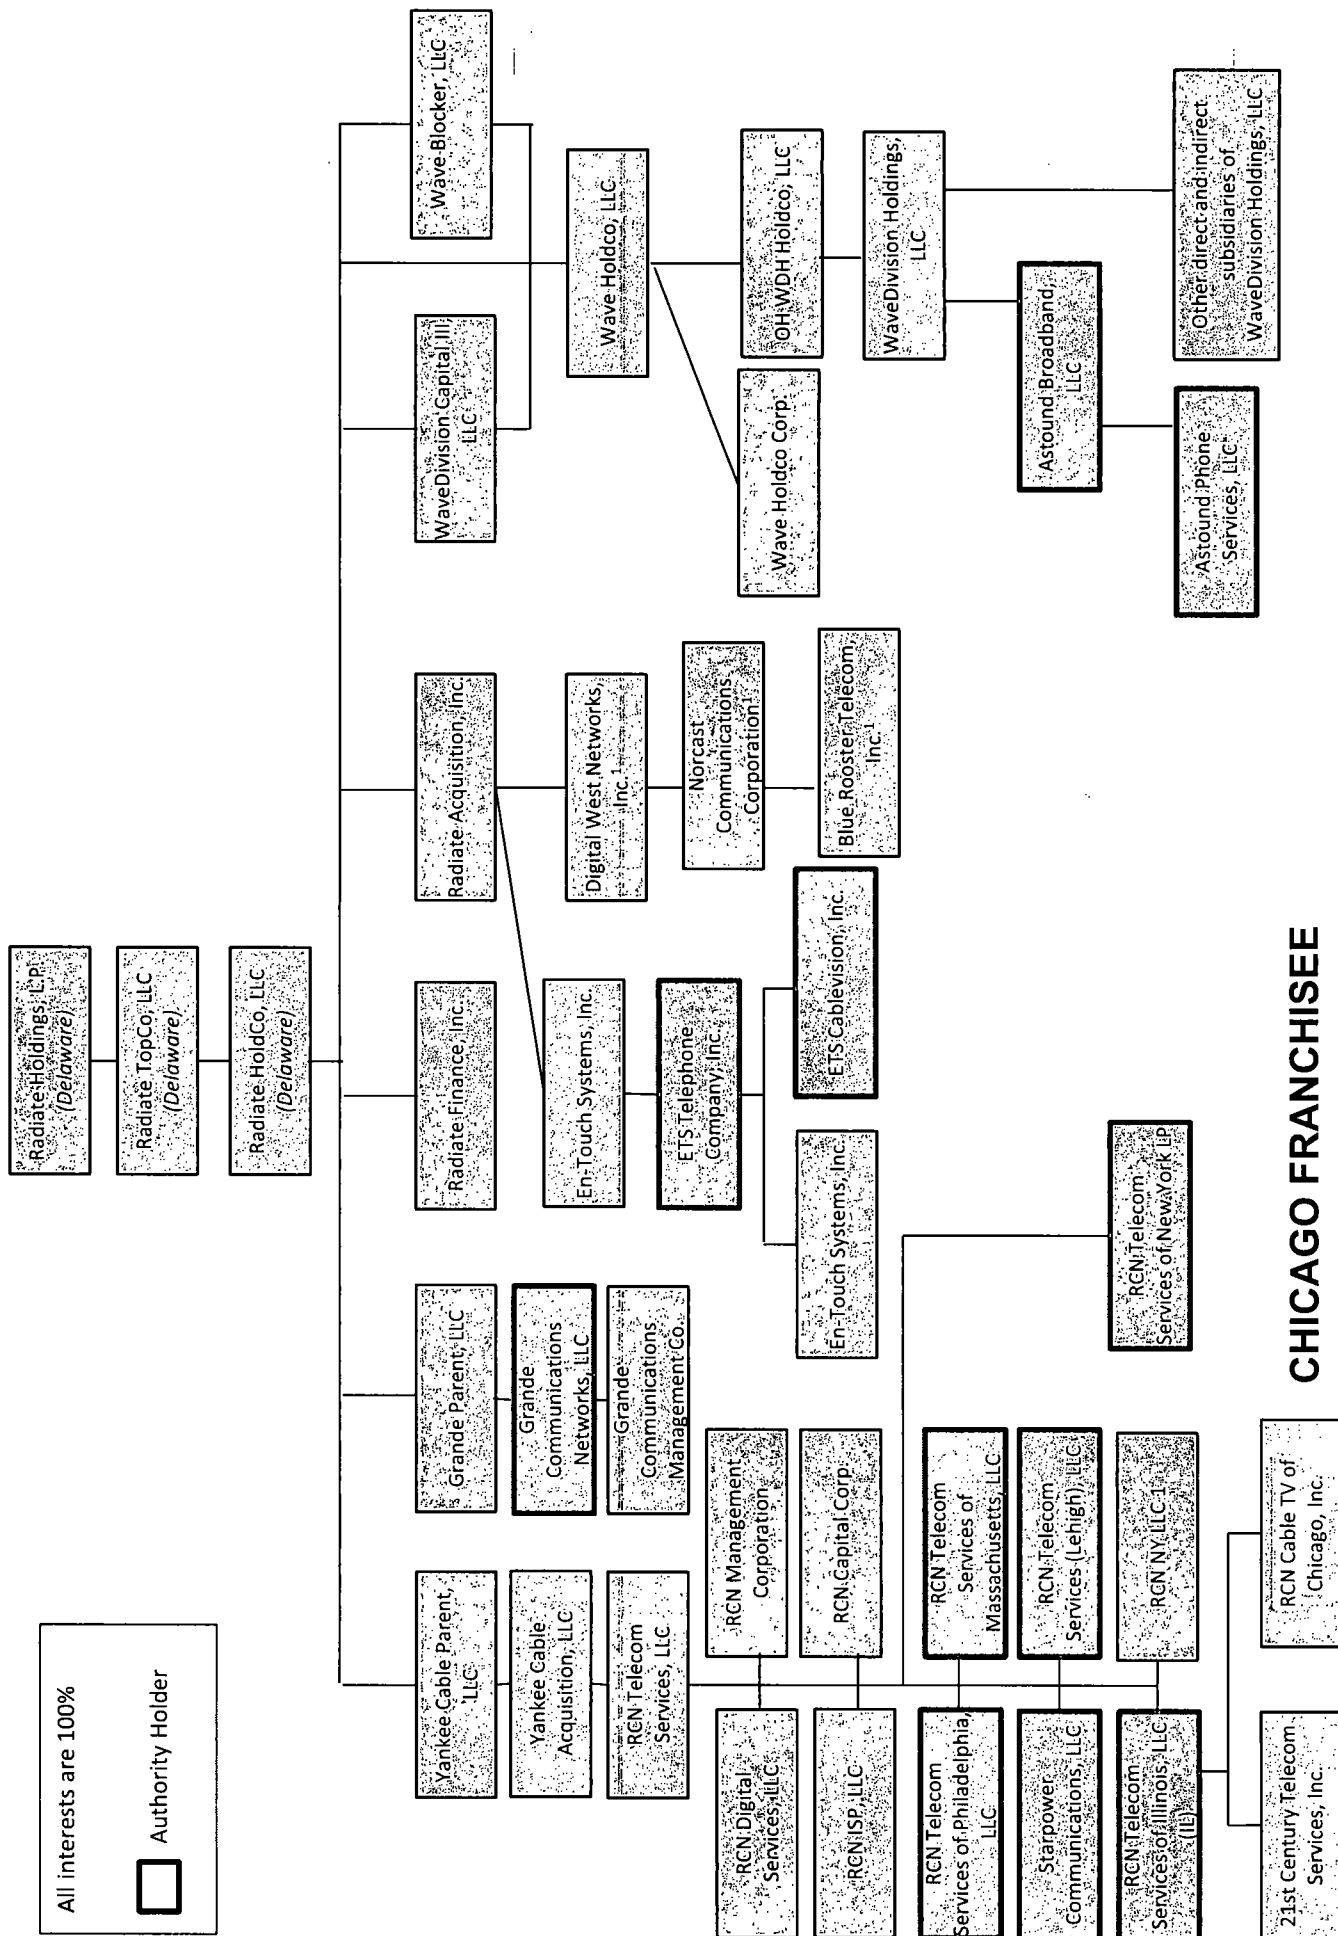 All interests are 100%
Authority Holder
Radiate Holdings, L.P.
(Delaware)
Radiate TopCo, LLC
(Delaware)
Radiate HoldCo, LLC
(Delaware)
Yankee Cable Parent,
LLC
Yankee Cable
Acquisition, LLC
RCN Telecom
Services, LLC
RCN Digital
Services, LLC
RCN Management
Corporation
RCN ISP, LLC
RCN Capital Corp.
RCN Telecom
Services of Philadelphia,
LLC
RCN Telecom
Services of
Massachusetts, LLC
Starpower
Communications, LLC
RCN Telecom
Services (Lehigh), LLC
RCN Telecom
Services of Illinois, LLC
(IL)
RCN NY LLC 1
RCN Telecom
Services of New York LP
21st Century Telecom
Services, Inc.
RCN Cable TV of
Chicago, Inc.
Grande Parent, LLC
Grande
Communications
Networks, LLC
Grande
Communications
Management Co.
Radiate Finance, Inc.
Radiate Acquisition, Inc.
En-Touch Systems, Inc.
ETS Telephone
Company, Inc.
En-Touch Systems, Inc.
ETS Cablevision, Inc.
Digital West Networks,
Inc.¹
Norcast
Communications
Corporation¹
Blue Rooster Telecom,
Inc.¹
WaveDivision Capital III,
LLC
Wave Blocker, LLC
Wave Holdco, LLC
Wave Holdco Corp.
OH WDH Holdco, LLC
WaveDivision Holdings,
LLC
Astound Broadband,
LLC
Astound Phone
Services, LLC
Other direct and indirect
subsidiaries of
WaveDivision Holdings, LLC
CHICAGO FRANCHISEE